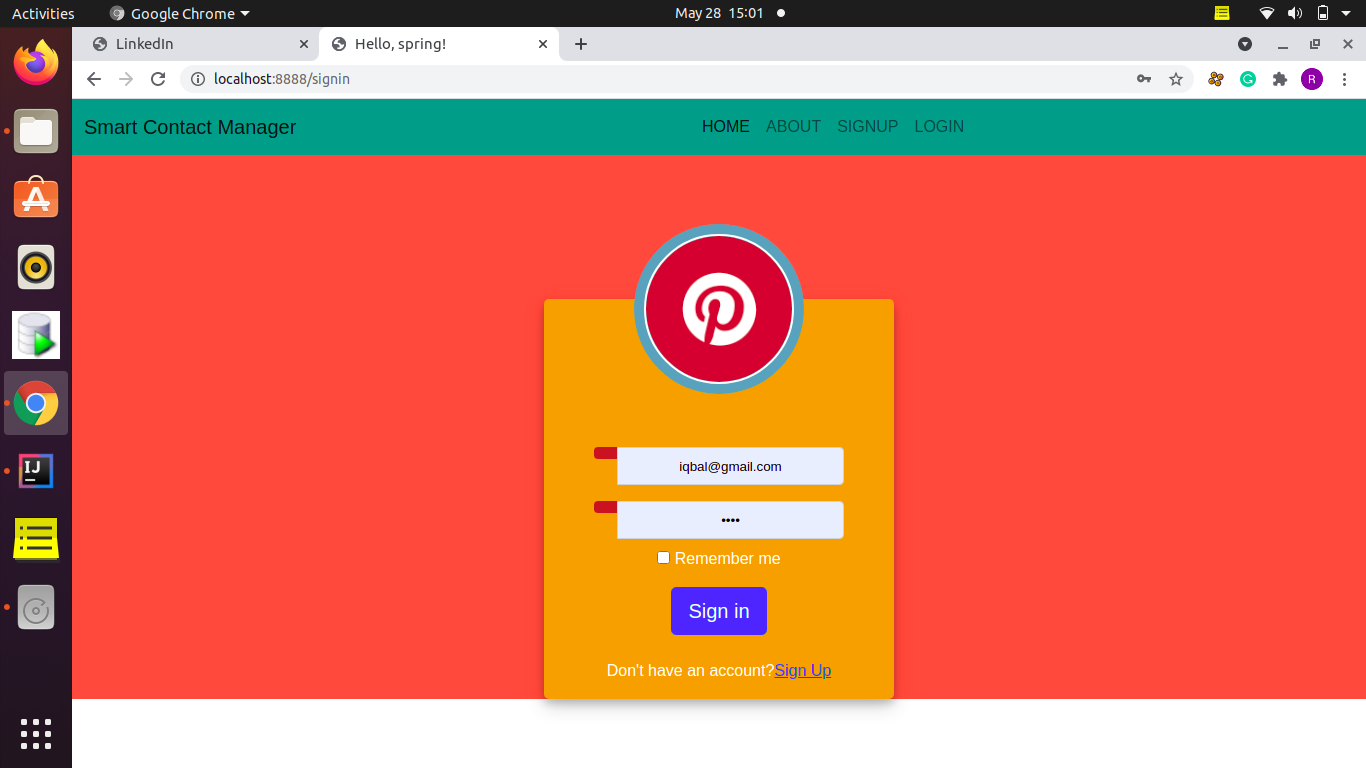 Activities Google Chrome May 28 15:01
LinkedIn Hello, spring!
localhost:8888/signin R
Smart Contact Manager HOME ABOUT SIGNUP LOGIN
iqbal@gmail.com
••••
Remember me
Sign in
Don't have an account?Sign Up
IJ